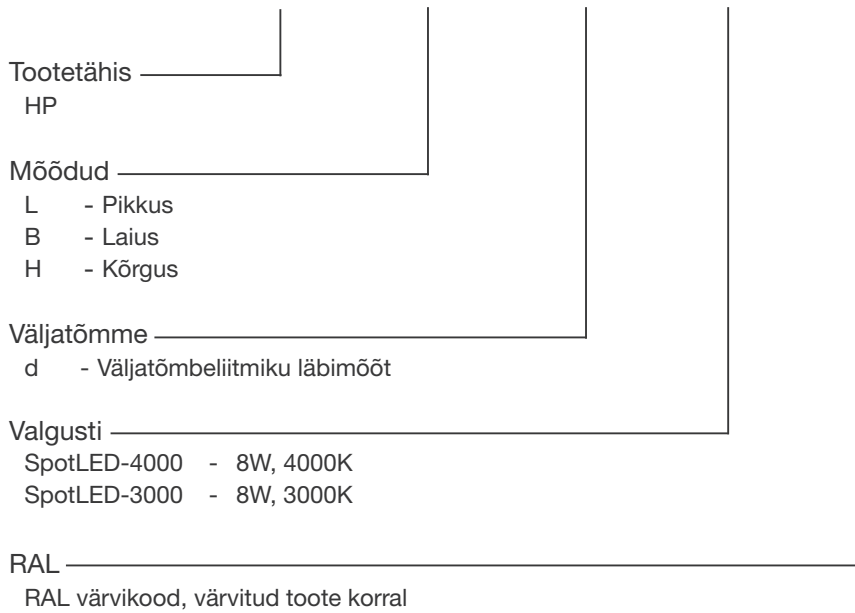 Tootetähis
HP
Mõõdud
L - Pikkus
B - Laius
H - Kõrgus
Väljatõmme
d - Väljatõmbeliitmiku läbimõõt
Valgusti
SpotLED-4000 - 8W, 4000K
SpotLED-3000 - 8W, 3000K
RAL
RAL värvikood, värvitud toote korral